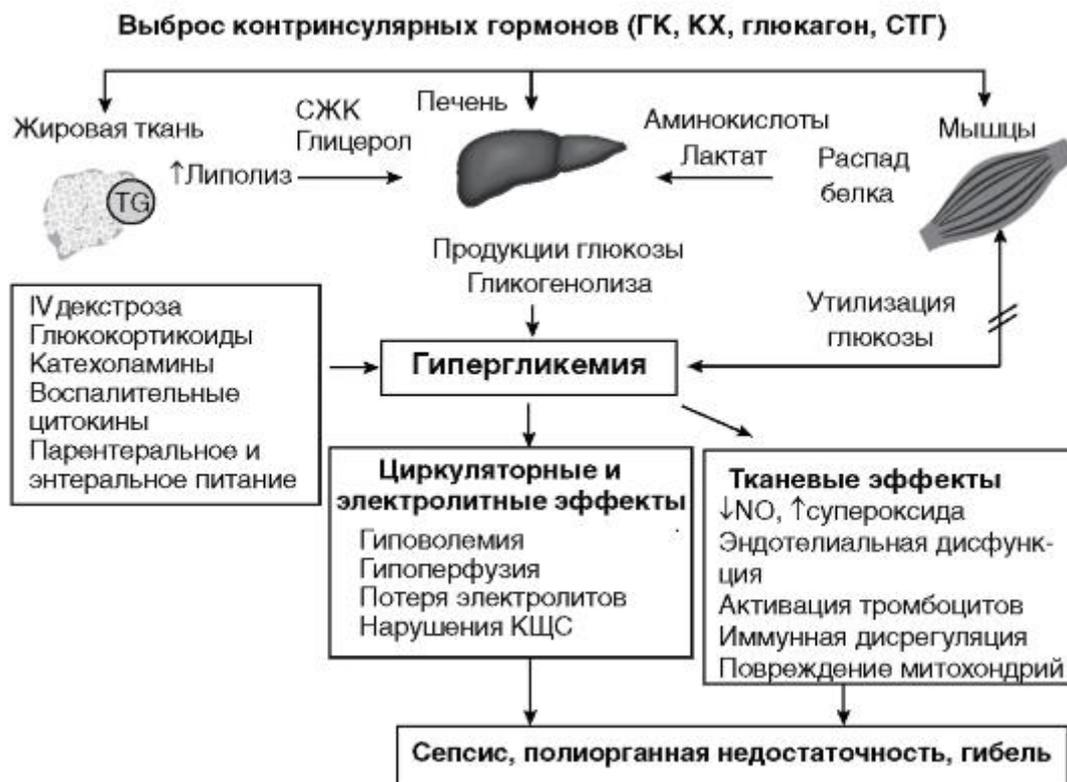 Выброс контринсулярных гормонов (ГК, КХ, глюкагон, СТГ)
Жировая ткань
СЖК
Глицерол
Печень
Аминокислоты
Лактат
Мышцы
↑Липолиз
Распад
белка
TG
Продукции глюкозы
Гликогенолиза
Утилизация
глюкозы
IV декстроза
Глюкокортикоиды
Катехоламины
Воспалительные
цитокины
Парентеральное и
энтеральное питание
Гипергликемия
Циркуляторные и
электролитные эффекты
Гиповолемия
Гипоперфузия
Потеря электролитов
Нарушения КЩС
Тканевые эффекты
↓NO, ↑супероксида
Эндотелиальная дисфунк-
ция
Активация тромбоцитов
Иммунная дисрегуляция
Повреждение митохондрий
Сепсис, полиорганная недостаточность, гибель